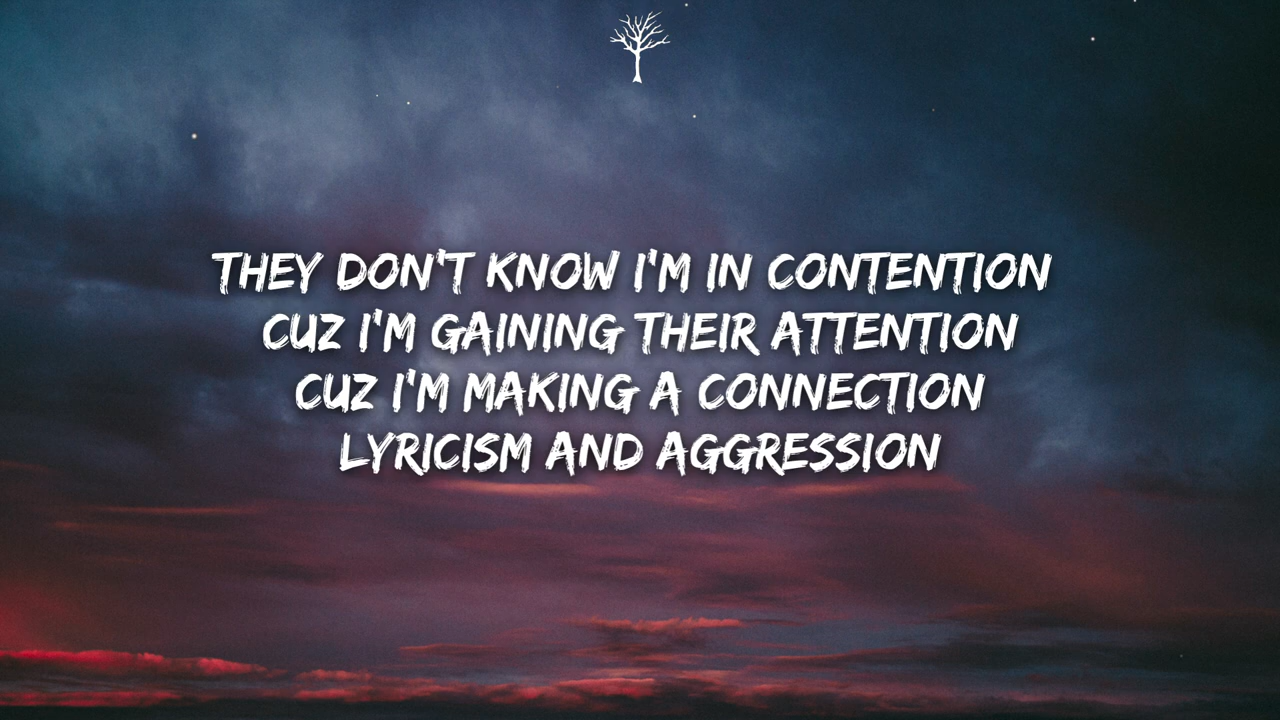 THEY DON'T KNOW I'M IN CONTENTION
CUZ I'M GAINING THEIR ATTENTION
CUZ I'M MAKING A CONNECTION
LYRICISM AND AGGRESSION